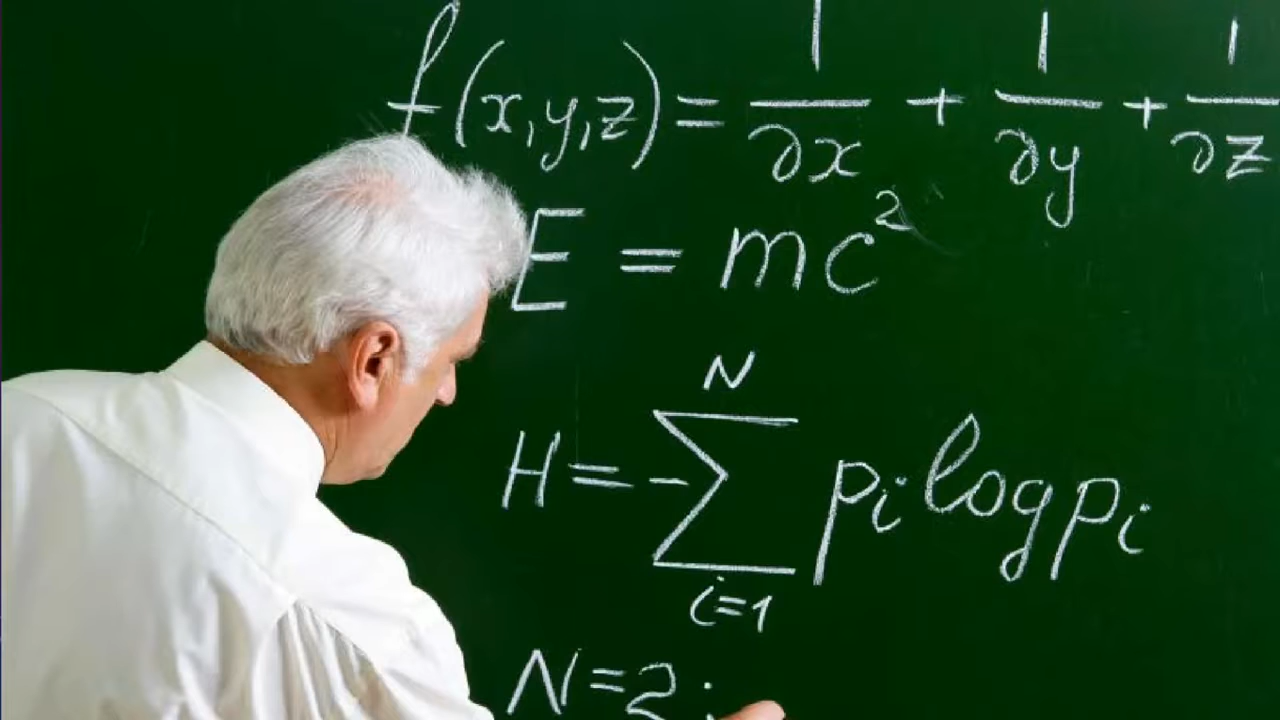 f(x,y,z) = 1/∂x + 1/∂y + 1/∂z
E = mc²
N
H = - ∑ pᵢ log pᵢ
i=1
N=2;